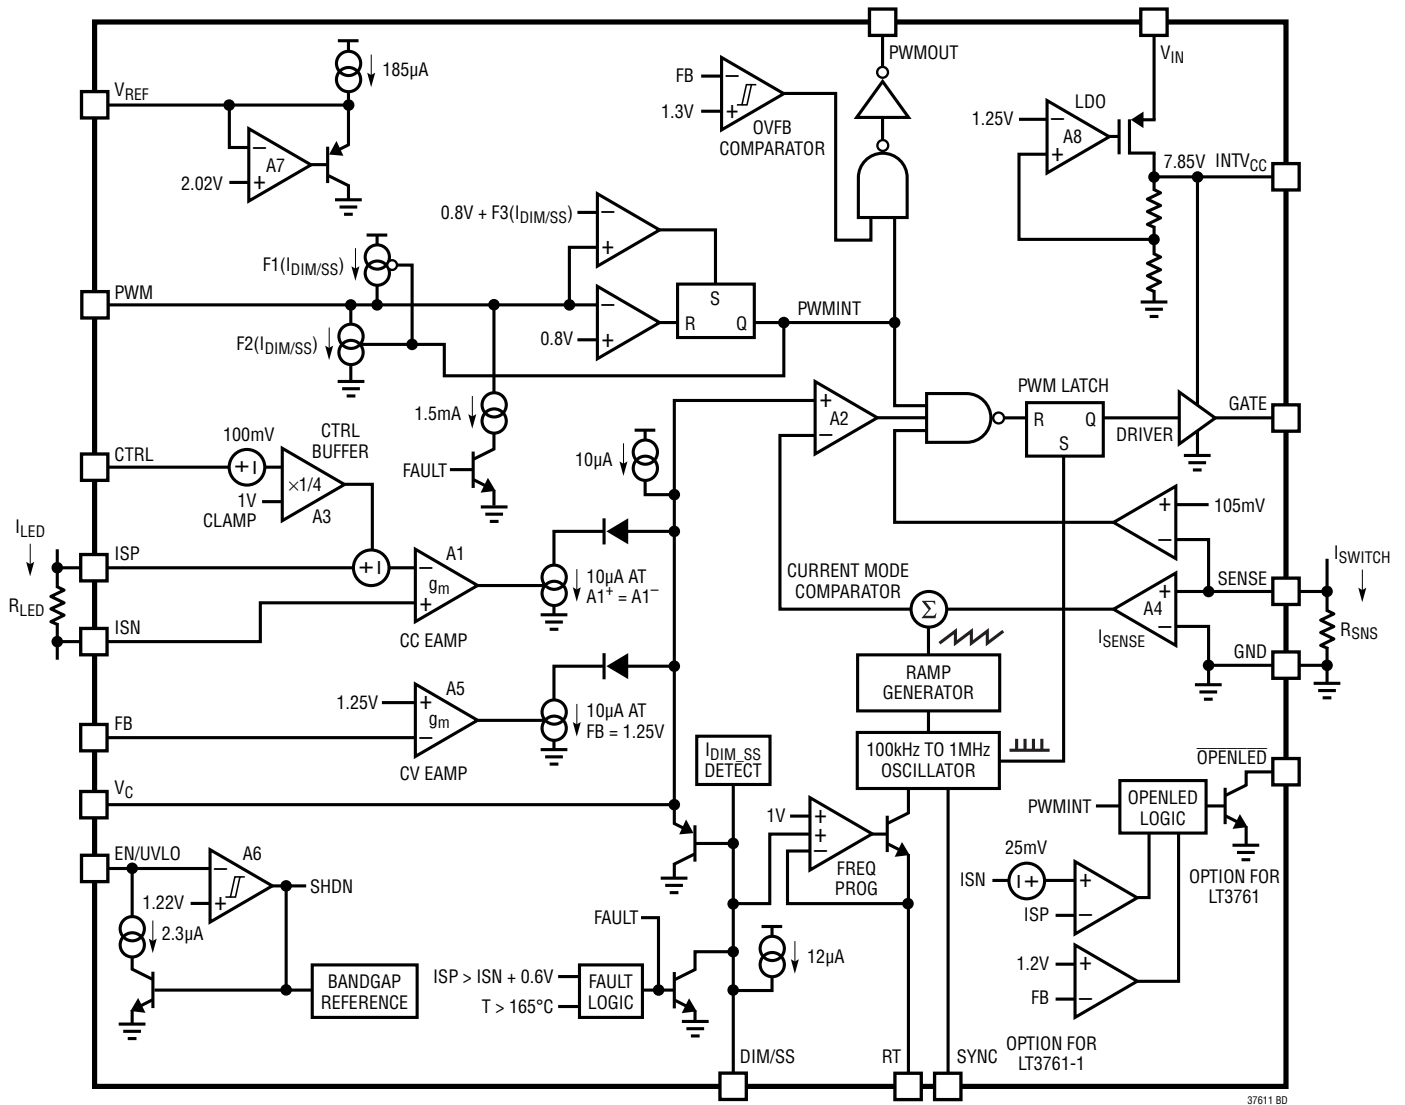 PWMOUT
VIN
185µA
VREF
A7
2.02V
FB
1.3V
OVFB
COMPARATOR
LDO
1.25V
A8
7.85V
INTVCC
0.8V + F3(IDIM/SS)
F1(IDIM/SS)
PWM
S
R
Q
PWMINT
0.8V
F2(IDIM/SS)
1.5mA
FAULT
PWM LATCH
A2
R
Q
S
DRIVER
GATE
CTRL
100mV
CTRL
BUFFER
×1/4
1V
CLAMP
A3
10µA
105mV
ILED
ISP
A1
gm
10µA AT
A1+ = A1−
RLED
ISN
CC EAMP
CURRENT MODE
COMPARATOR
Σ
A4
ISENSE
SENSE
ISWITCH
RSNS
GND
RAMP
GENERATOR
1.25V
A5
gm
10µA AT
FB = 1.25V
FB
CV EAMP
IDIM_SS
DETECT
100kHz TO 1MHz
OSCILLATOR
OPENLED
VC
PWMINT
OPENLED
LOGIC
1V
FREQ
PROG
25mV
ISN
ISP
OPTION FOR
LT3761
EN/UVLO
A6
1.22V
SHDN
2.3µA
BANDGAP
REFERENCE
FAULT
ISP > ISN + 0.6V
T > 165°C
FAULT
LOGIC
12µA
1.2V
FB
OPTION FOR
LT3761-1
DIM/SS
RT
SYNC
37611 BD